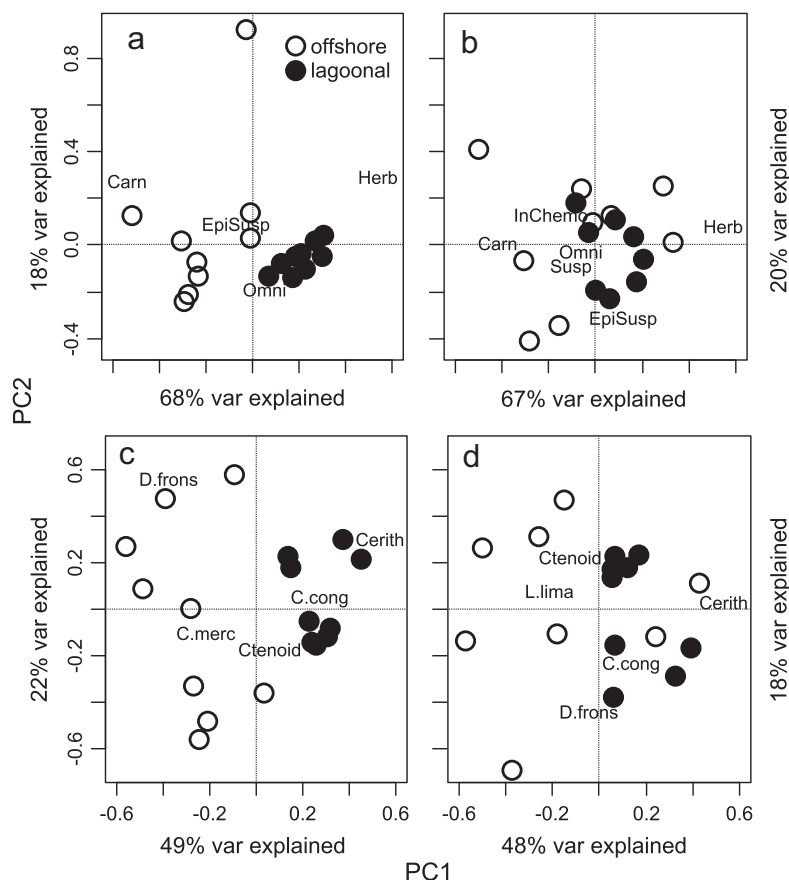 a
offshore
lagoonal
b
0.8
0.4
0.0
-0.4
18% var explained
Carn
Herb
EpiSusp
Omni
InChemo
Carn
Herb
Omni
Susp
EpiSusp
20% var explained
68% var explained
67% var explained
PC2
c
d
0.6
0.2
-0.2
-0.6
22% var explained
D.frons
Cerith
C.cong
C.merc
Ctenoid
Ctenoid
L.lima
Cerith
C.cong
D.frons
18% var explained
-0.6
-0.2
0.2
0.6
-0.6
-0.2
0.2
0.6
49% var explained
48% var explained
PC1